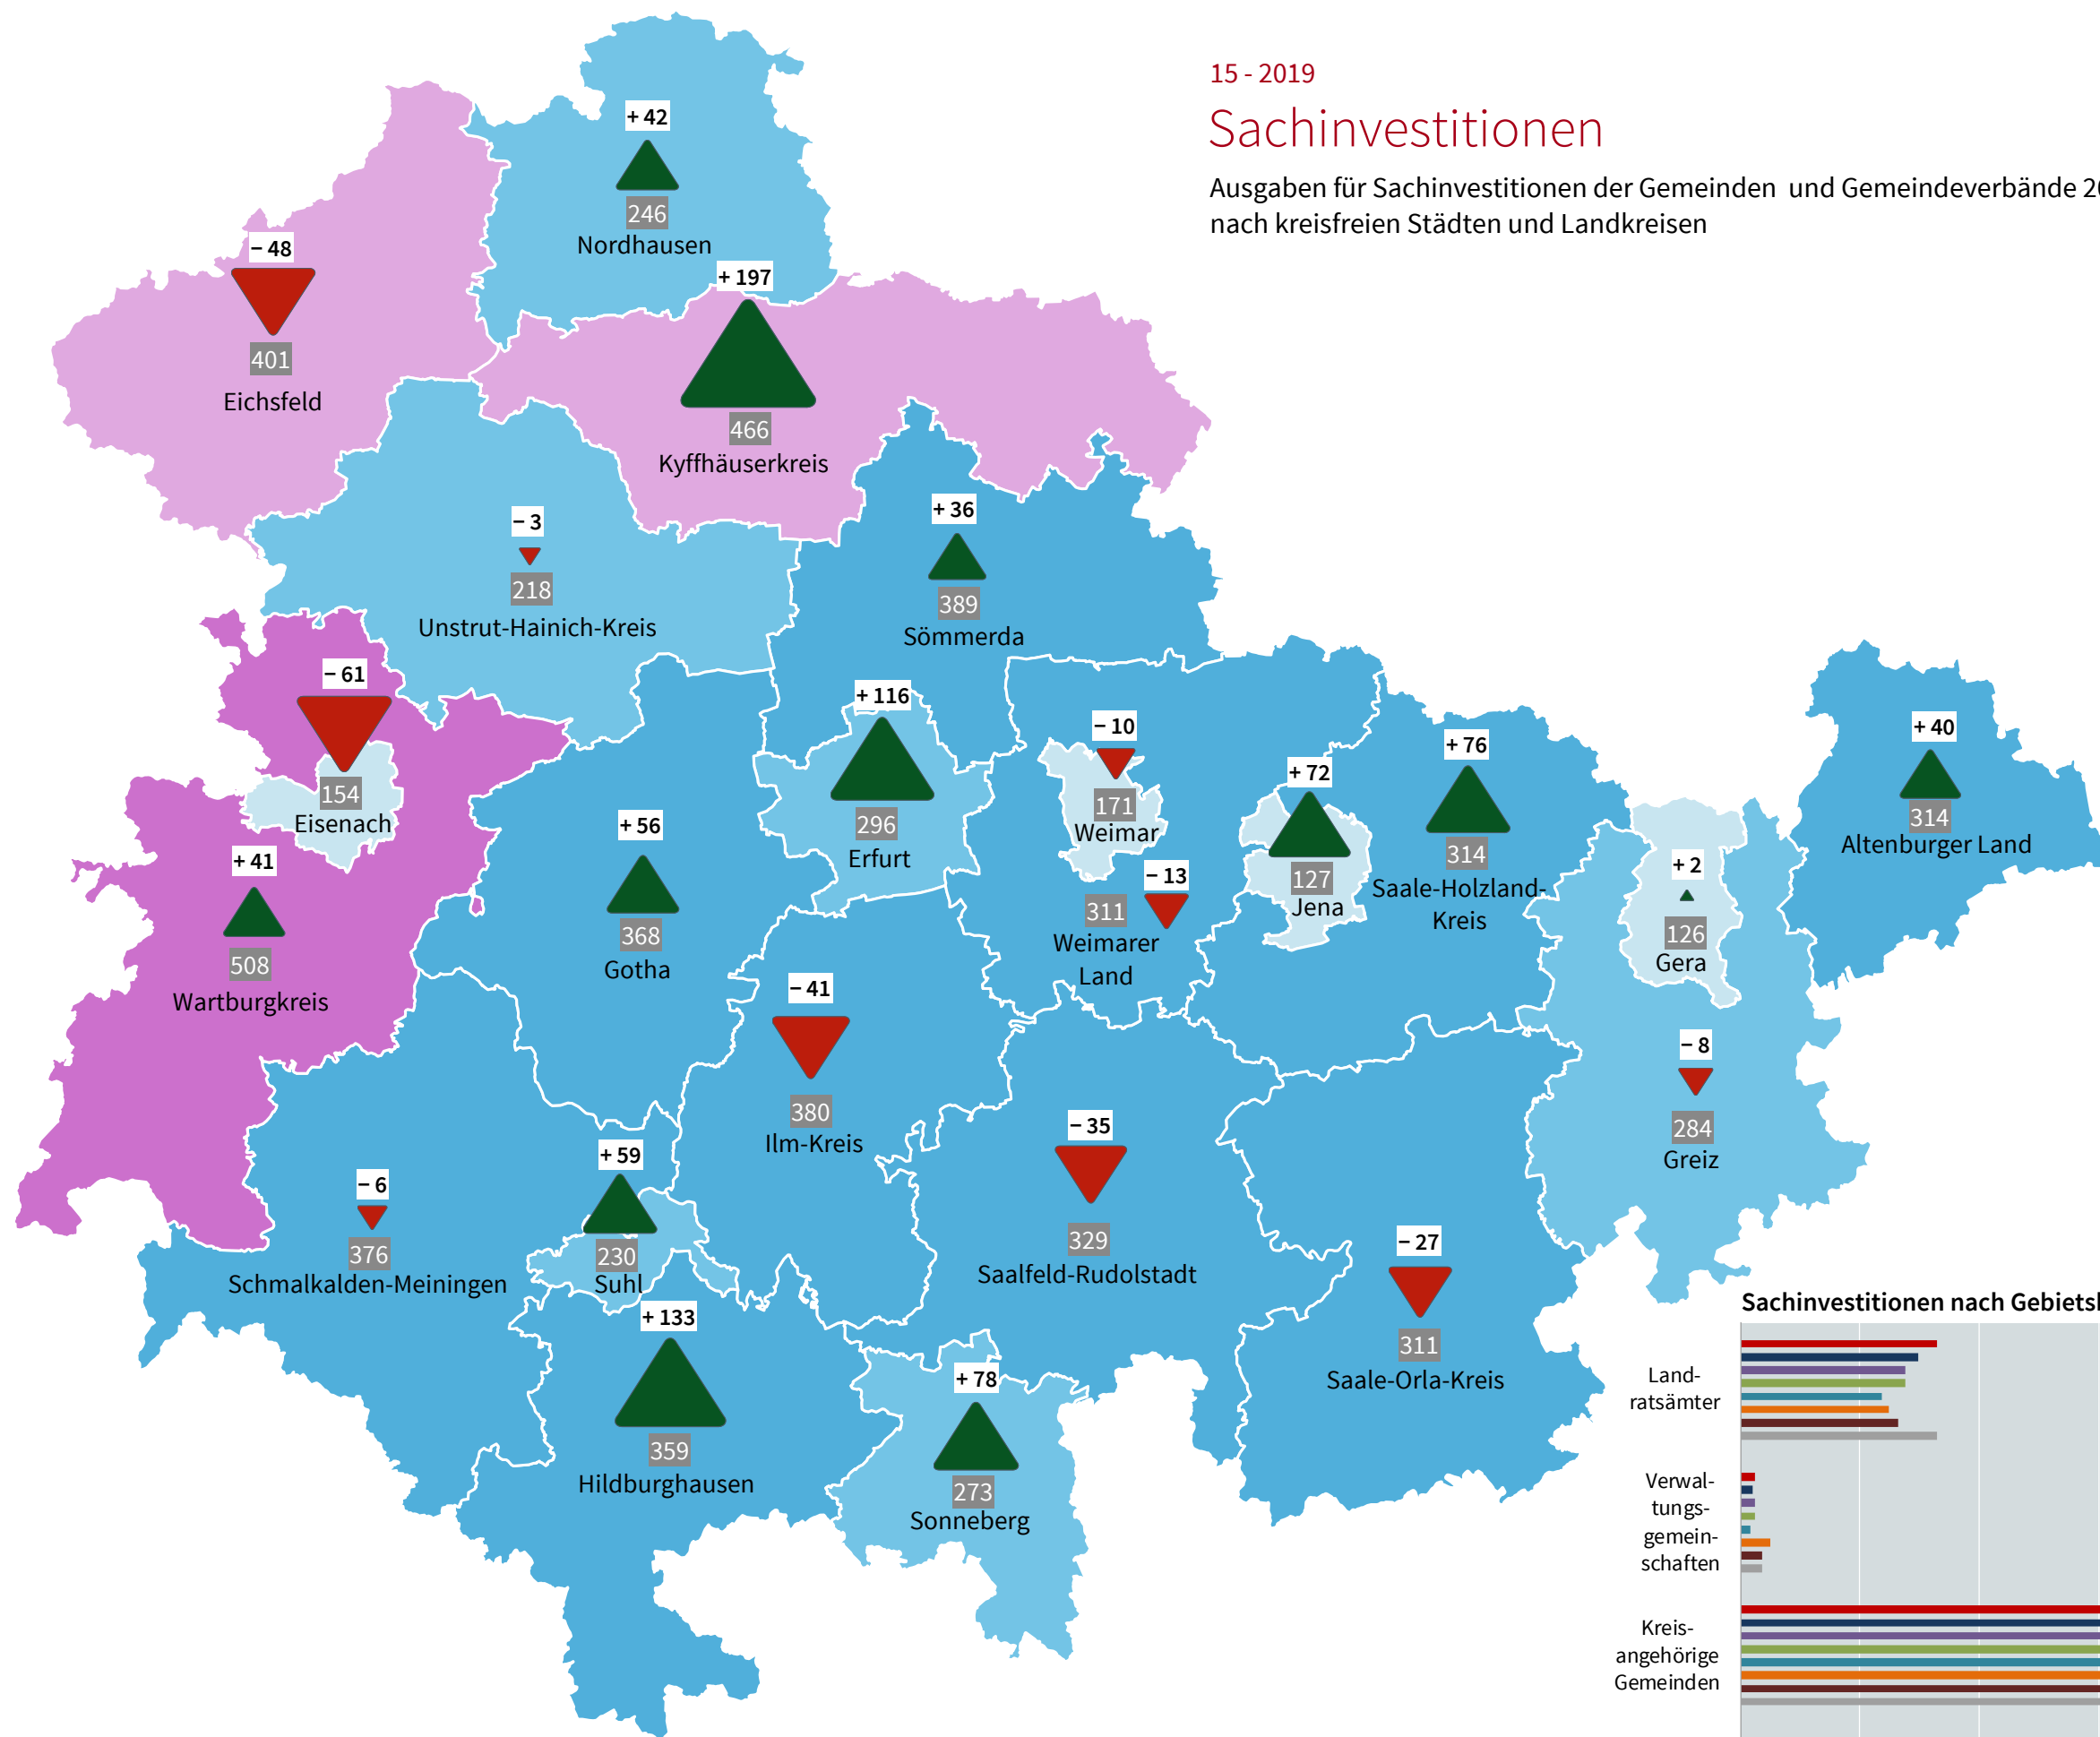 15 - 2019
Sachinvestitionen
Ausgaben für Sachinvestitionen der Gemeinden und Gemeindeverbände
nach kreisfreien Städten und Landkreisen
+ 42
246
Nordhausen
− 48
401
Eichsfeld
+ 197
466
Kyffhäuserkreis
− 3
218
Unstrut-Hainich-Kreis
+ 36
389
Sömmerda
− 61
154
Eisenach
+ 41
508
Wartburgkreis
+ 56
368
Gotha
+ 116
296
Erfurt
− 10
171
Weimar
− 13
311
Weimarer
Land
+ 72
127
Jena
+ 76
314
Saale-Holzland-
Kreis
+ 2
126
Gera
+ 40
314
Altenburger Land
− 8
284
Greiz
− 41
380
Ilm-Kreis
− 35
329
Saalfeld-Rudolstadt
− 27
311
Saale-Orla-Kreis
− 6
376
Schmalkalden-Meiningen
+ 59
230
Suhl
+ 133
359
Hildburghausen
+ 78
273
Sonneberg
Sachinvestitionen nach
Land-
ratsämter
Verwal-
tungs-
gemein-
schaften
Kreis-
angehörige
Gemeinden